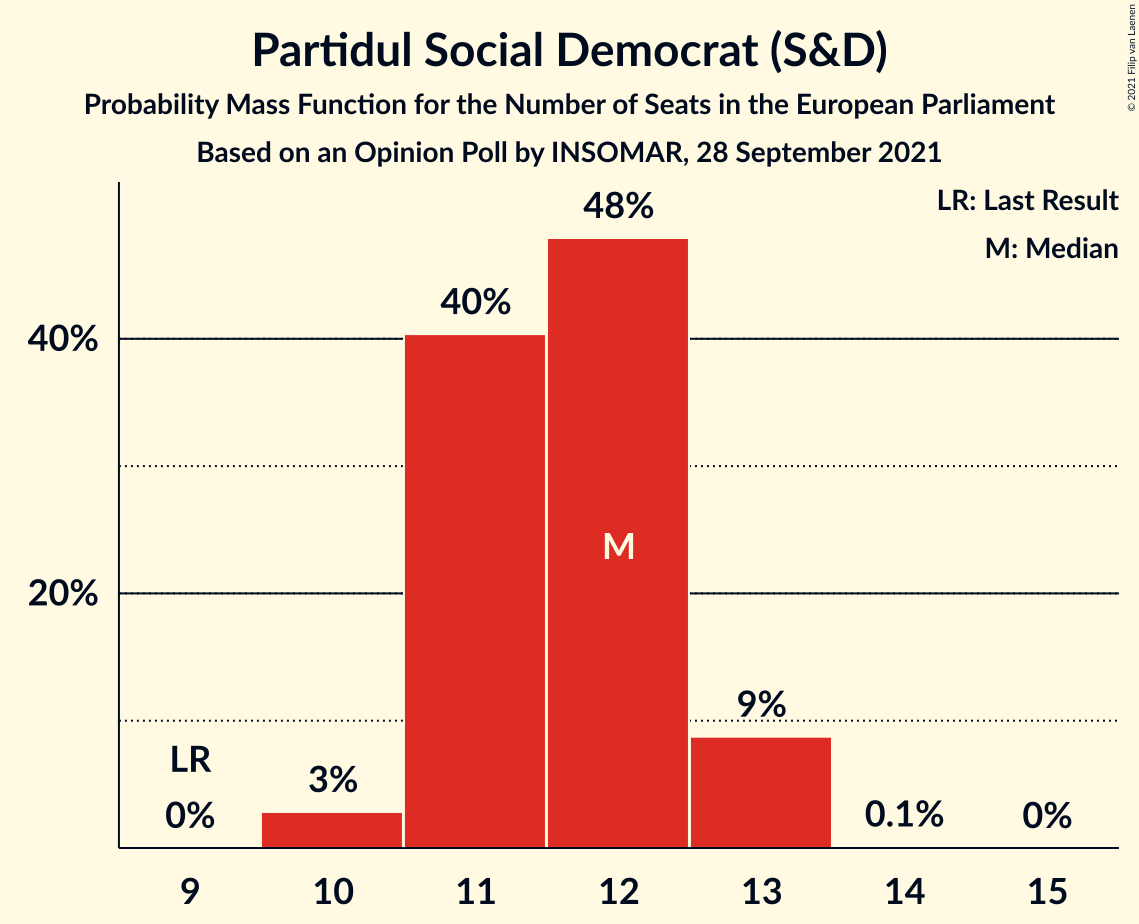 Partidul Social Democrat (S&D)
Probability Mass Function for the Number of Seats in the European Parliament
Based on an Opinion Poll by INSOMAR, 28 September 2021
© 2021 Filip van Laenen
LR: Last Result
M: Median
48%
40%
40%
M
20%
9%
LR
3%
0%
0.1%
0%
9 10 11 12 13 14 15